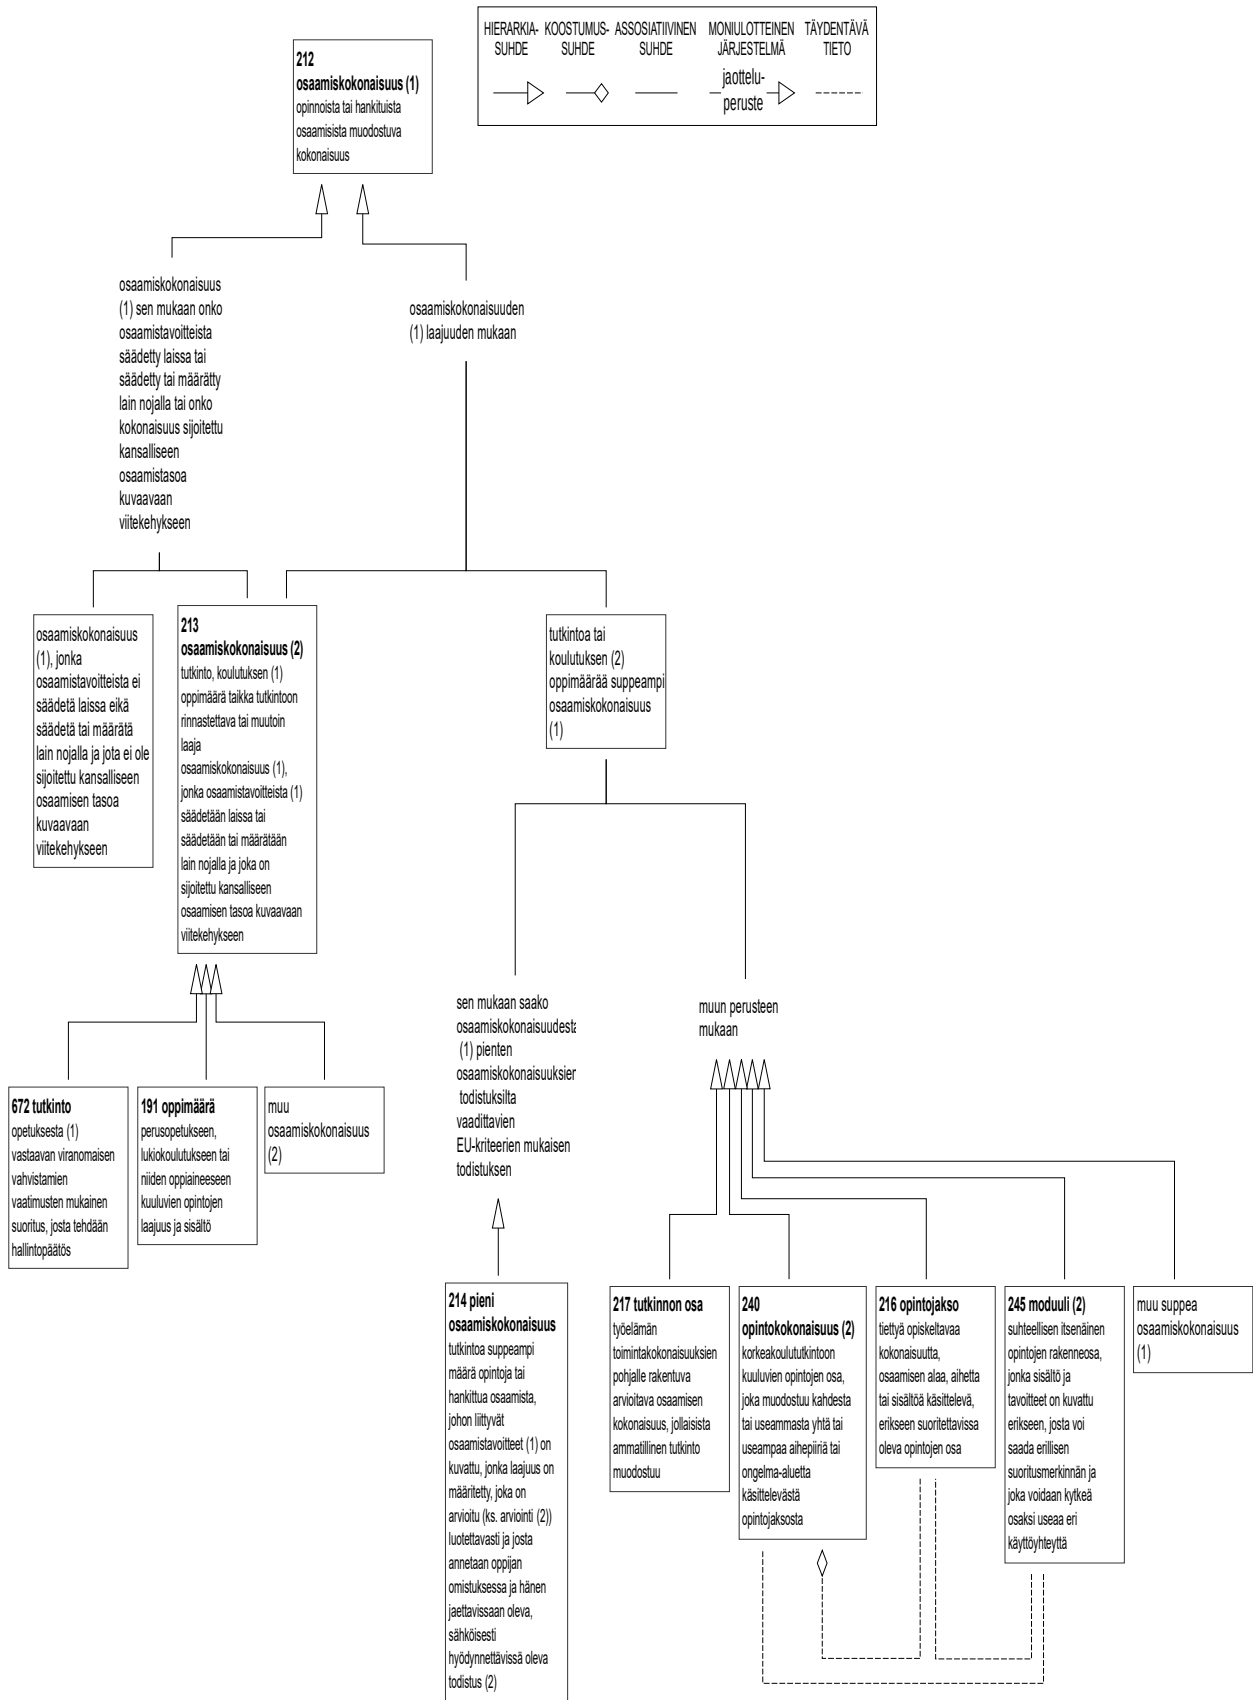 HIERARKIA-
SUHDE
KOOSTUMUS-
SUHDE
ASSOSIATIIVINEN
SUHDE
MONIULOTTEINEN
JÄRJESTELMÄ
jaottelu-
peruste
TÄYDENTÄVÄ
TIETO
212
osaamiskokonaisuus (1)
opinnoista tai hankituista
osaamisista muodostuva
kokonaisuus
osaamiskokonaisuus
(1) sen mukaan onko
osaamistavoitteista
säädetty laissa tai
säädetty tai määrätty
lain nojalla tai onko
kokonaisuus sijoitettu
kansalliseen
osaamistasoa
kuvaavaan
viitekehykseen
osaamiskokonaisuuden
(1) laajuuden mukaan
osaamiskokonaisuus
(1), jonka
osaamistavoitteista ei
säädetä laissa eikä
säädetä tai määrätä
lain nojalla ja jota ei ole
sijoitettu kansalliseen
osaamisen tasoa
kuvaavaan
viitekehykseen
213
osaamiskokonaisuus (2)
tutkinto, koulutuksen (1)
oppimäärä taikka tutkintoon
rinnastettava tai muutoin
laaja
osaamiskokonaisuus (1),
jonka osaamistavoitteista (1)
säädetään laissa tai
säädetään tai määrätään
lain nojalla ja joka on
sijoitettu kansalliseen
osaamisen tasoa kuvaavaan
viitekehykseen
tutkintoa tai
koulutuksen (2)
oppimäärää suppeampi
osaamiskokonaisuus
(1)
sen mukaan saako
osaamiskokonaisuudesta
(1) pienten
osaamiskokonaisuuksien
todistuksilta
vaadittavien
EU-kriteerien mukaisen
todistuksen
muun perusteen
mukaan
672 tutkinto
opetuksesta (1)
vastaavan viranomaisen
vahvistamien
vaatimusten mukainen
suoritus, josta tehdään
hallintopäätös
191 oppimäärä
perusopetukseen,
lukiokoulutukseen tai
niiden oppiaineeseen
kuuluvien opintojen
laajuus ja sisältö
muu
osaamiskokonaisuus
(2)
214 pieni
osaamiskokonaisuus
tutkintoa suppeampi
määrä opintoja tai
hankittua osaamista,
johon liittyvät
osaamistavoitteet (1) on
kuvattu, jonka laajuus on
määritetty, joka on
arvioitu (ks. arviointi (2))
luotettavasti ja josta
annetaan oppijan
omistuksessa ja hänen
jaettavissaan oleva,
sähköisesti
hyödynnettävissä oleva
todistus (2)
217 tutkinnon osa
työelämän
toimintakokonaisuuksien
pohjalle rakentuva
arvioitava osaamisen
kokonaisuus, jollaisista
ammatillinen tutkinto
muodostuu
240
opintokokonaisuus (2)
korkeakoulututkintoon
kuuluvien opintojen osa,
joka muodostuu kahdesta
tai useammasta yhtä tai
useampaa aihepiiriä tai
ongelma-aluetta
käsittelevästä
opintojaksosta
216 opintojakso
tiettyä opiskeltavaa
kokonaisuutta,
osaamisen alaa, aihetta
tai sisältöä käsittelevä,
erikseen suoritettavissa
oleva opintojen osa
245 moduuli (2)
suhteellisen itsenäinen
opintojen rakenneosa,
jonka sisältö ja
tavoitteet on kuvattu
erikseen, josta voi
saada erillisen
suoritusmerkinnän ja
joka voidaan kytkeä
osaksi useaa eri
käyttöyhteyttä
muu suppea
osaamiskokonaisuus
(1)